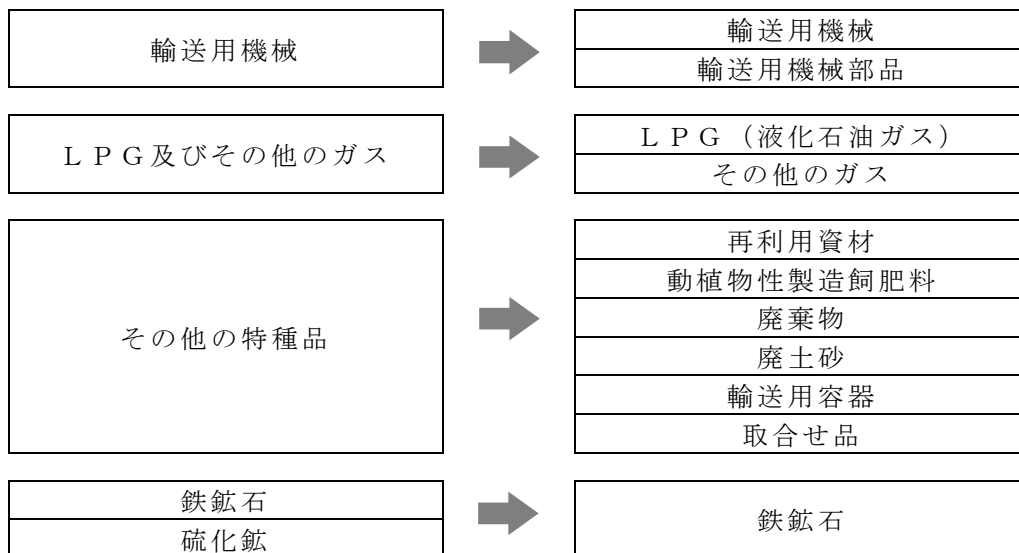 輸送用機械
輸送用機械
輸送用機械部品
LPG及びその他のガス
LPG（液化石油ガス）
その他のガス
その他の特種品
再利用資材
動植物性製造飼肥料
廃棄物
廃土砂
輸送用容器
取合せ品
鉄鉱石
硫化鉱
鉄鉱石